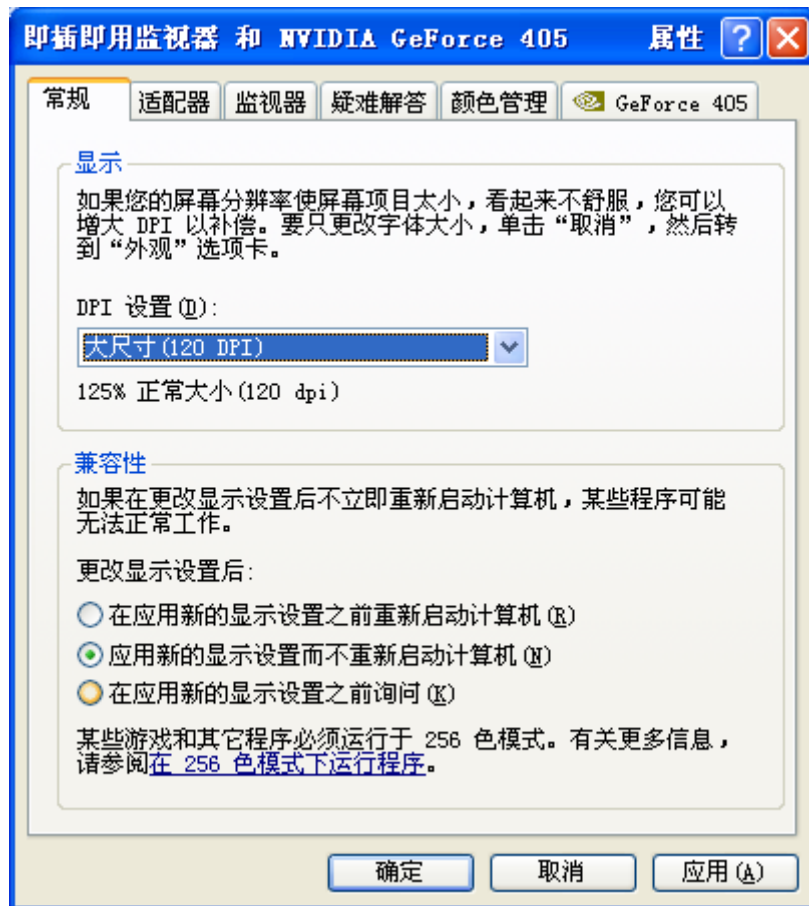 即插即用监视器 和 NVIDIA GeForce 405 属性
常规 适配器 监视器 疑难解答 颜色管理 GeForce 405
显示
如果您的屏幕分辨率使屏幕项目太小，看起来不舒服，您可以
增大 DPI 以补偿。要只更改字体大小，单击“取消”，然后转
到“外观”选项卡。
DPI 设置(D):
大尺寸(120 DPI)
125% 正常大小(120 dpi)
兼容性
如果在更改显示设置后不立即重新启动计算机，某些程序可能
无法正常工作。
更改显示设置后:
在应用新的显示设置之前重新启动计算机(R)
应用新的显示设置而不重新启动计算机(N)
在应用新的显示设置之前询问(K)
某些游戏和其它程序必须运行于 256 色模式。有关更多信息，
请参阅在 256 色模式下运行程序。
确定 取消 应用(A)